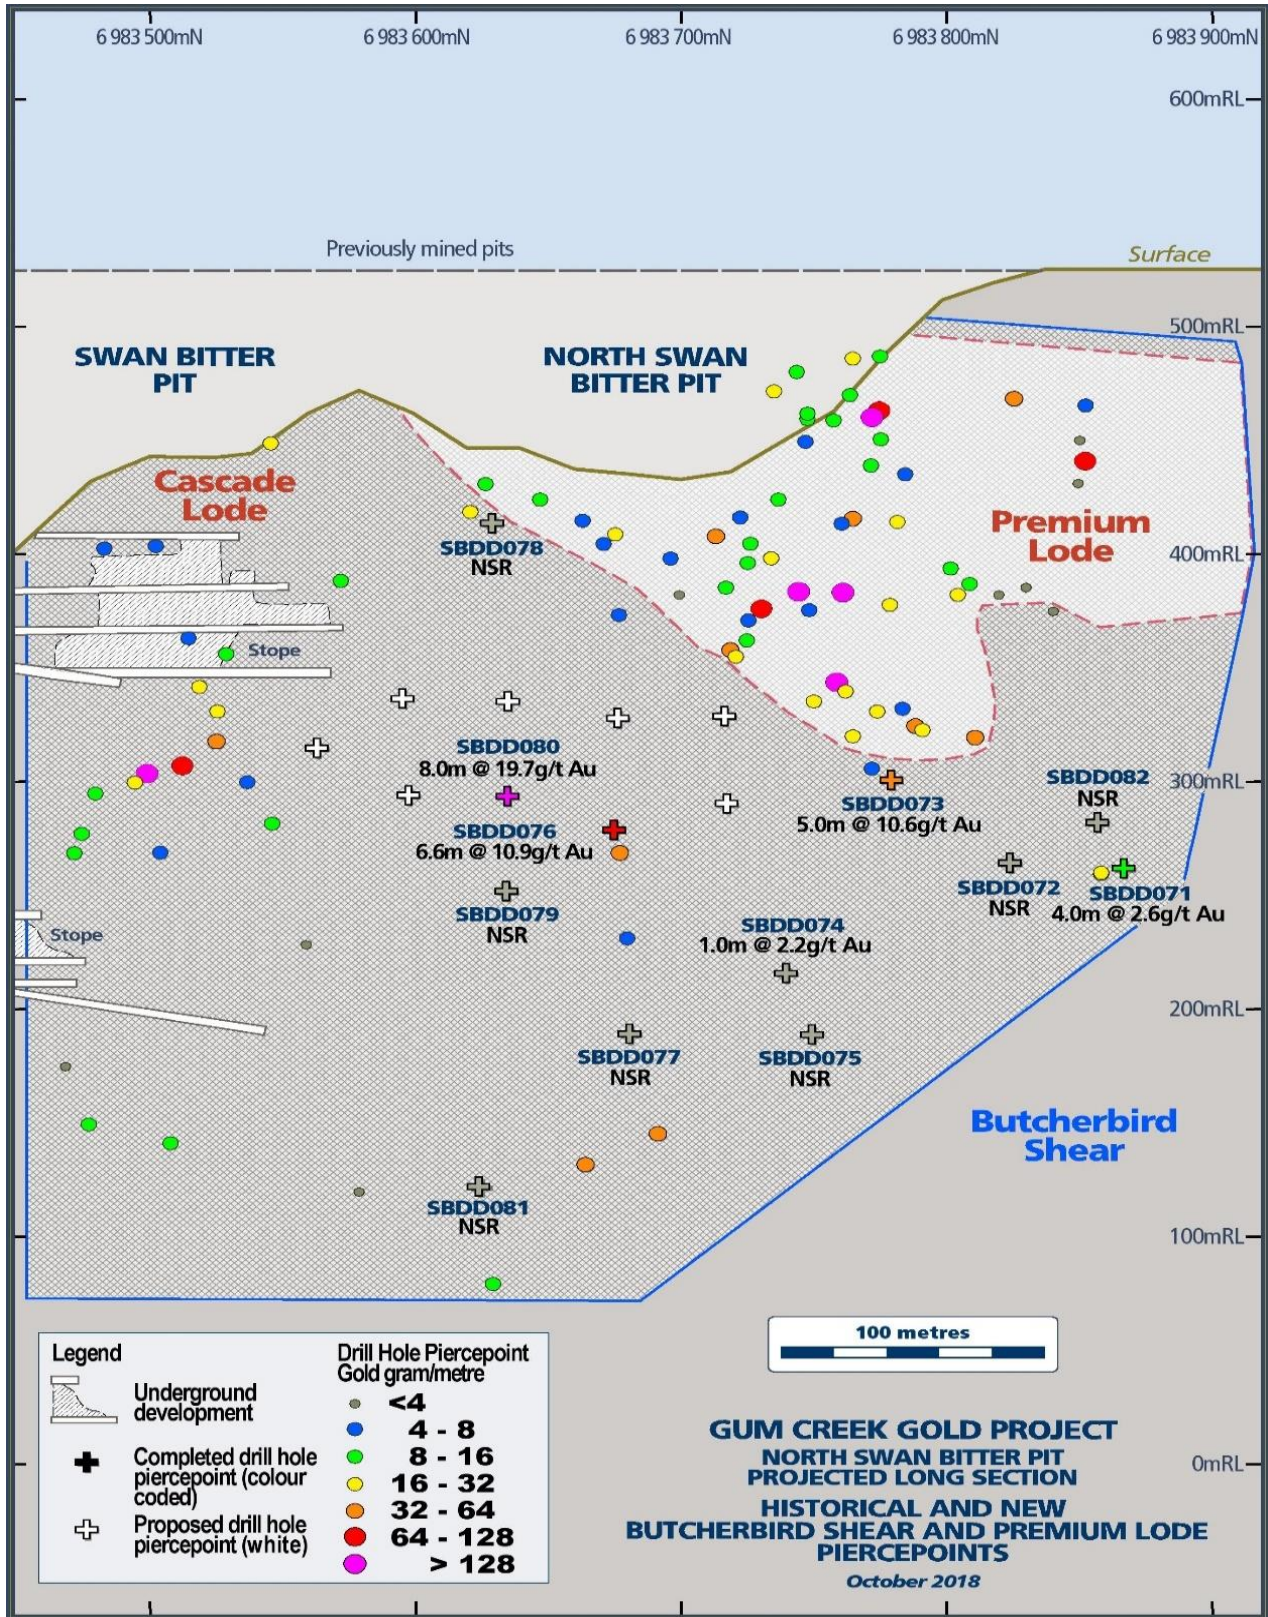 6 983 500mN
6 983 600mN
6 983 700mN
6 983 800mN
6 983 900mN
600mRL
Previously mined pits
Surface
500mRL
SWAN BITTER
PIT
NORTH SWAN
BITTER PIT
Cascade
Lode
Premium
Lode
SBDD078
NSR
400mRL
Stope
SBDD080
8.0m @ 19.7g/t Au
300mRL
SBDD082
NSR
SBDD073
5.0m @ 10.6g/t Au
SBDD076
6.6m @ 10.9g/t Au
SBDD072
NSR
SBDD071
4.0m @ 2.6g/t Au
SBDD079
NSR
SBDD074
1.0m @ 2.2g/t Au
Stope
200mRL
SBDD077
NSR
SBDD075
NSR
Butcherbird
Shear
SBDD081
NSR
100mRL
Legend
Underground
development
Completed drill hole
piercepoint (colour
coded)
Proposed drill hole
piercepoint (white)
Drill Hole Piercepoint
Gold gram/metre
<4
4 - 8
8 - 16
16 - 32
32 - 64
64 - 128
> 128
100 metres
GUM CREEK GOLD PROJECT
NORTH SWAN BITTER PIT
PROJECTED LONG SECTION
0mRL
HISTORICAL AND NEW
BUTCHERBIRD SHEAR AND PREMIUM LODE
PIERCEPOINTS
October 2018